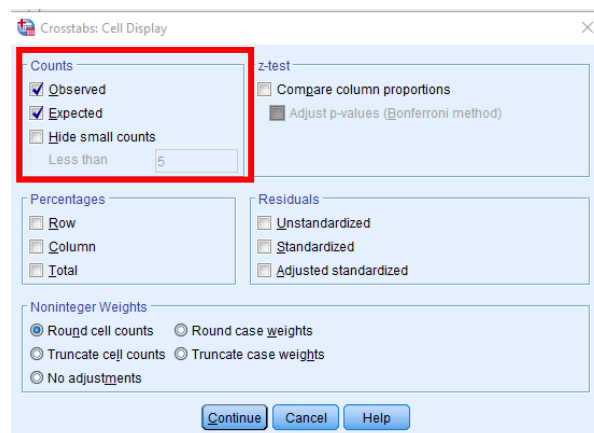 Crosstabs: Cell Display
Counts
Observed
Expected
Hide small counts
Less than 5
z-test
Compare column proportions
Adjust p-values (Bonferroni method)
Percentages
Row
Column
Total
Residuals
Unstandardized
Standardized
Adjusted standardized
Noninteger Weights
Round cell counts Round case weights
Truncate cell counts Truncate case weights
No adjustments
Continue Cancel Help